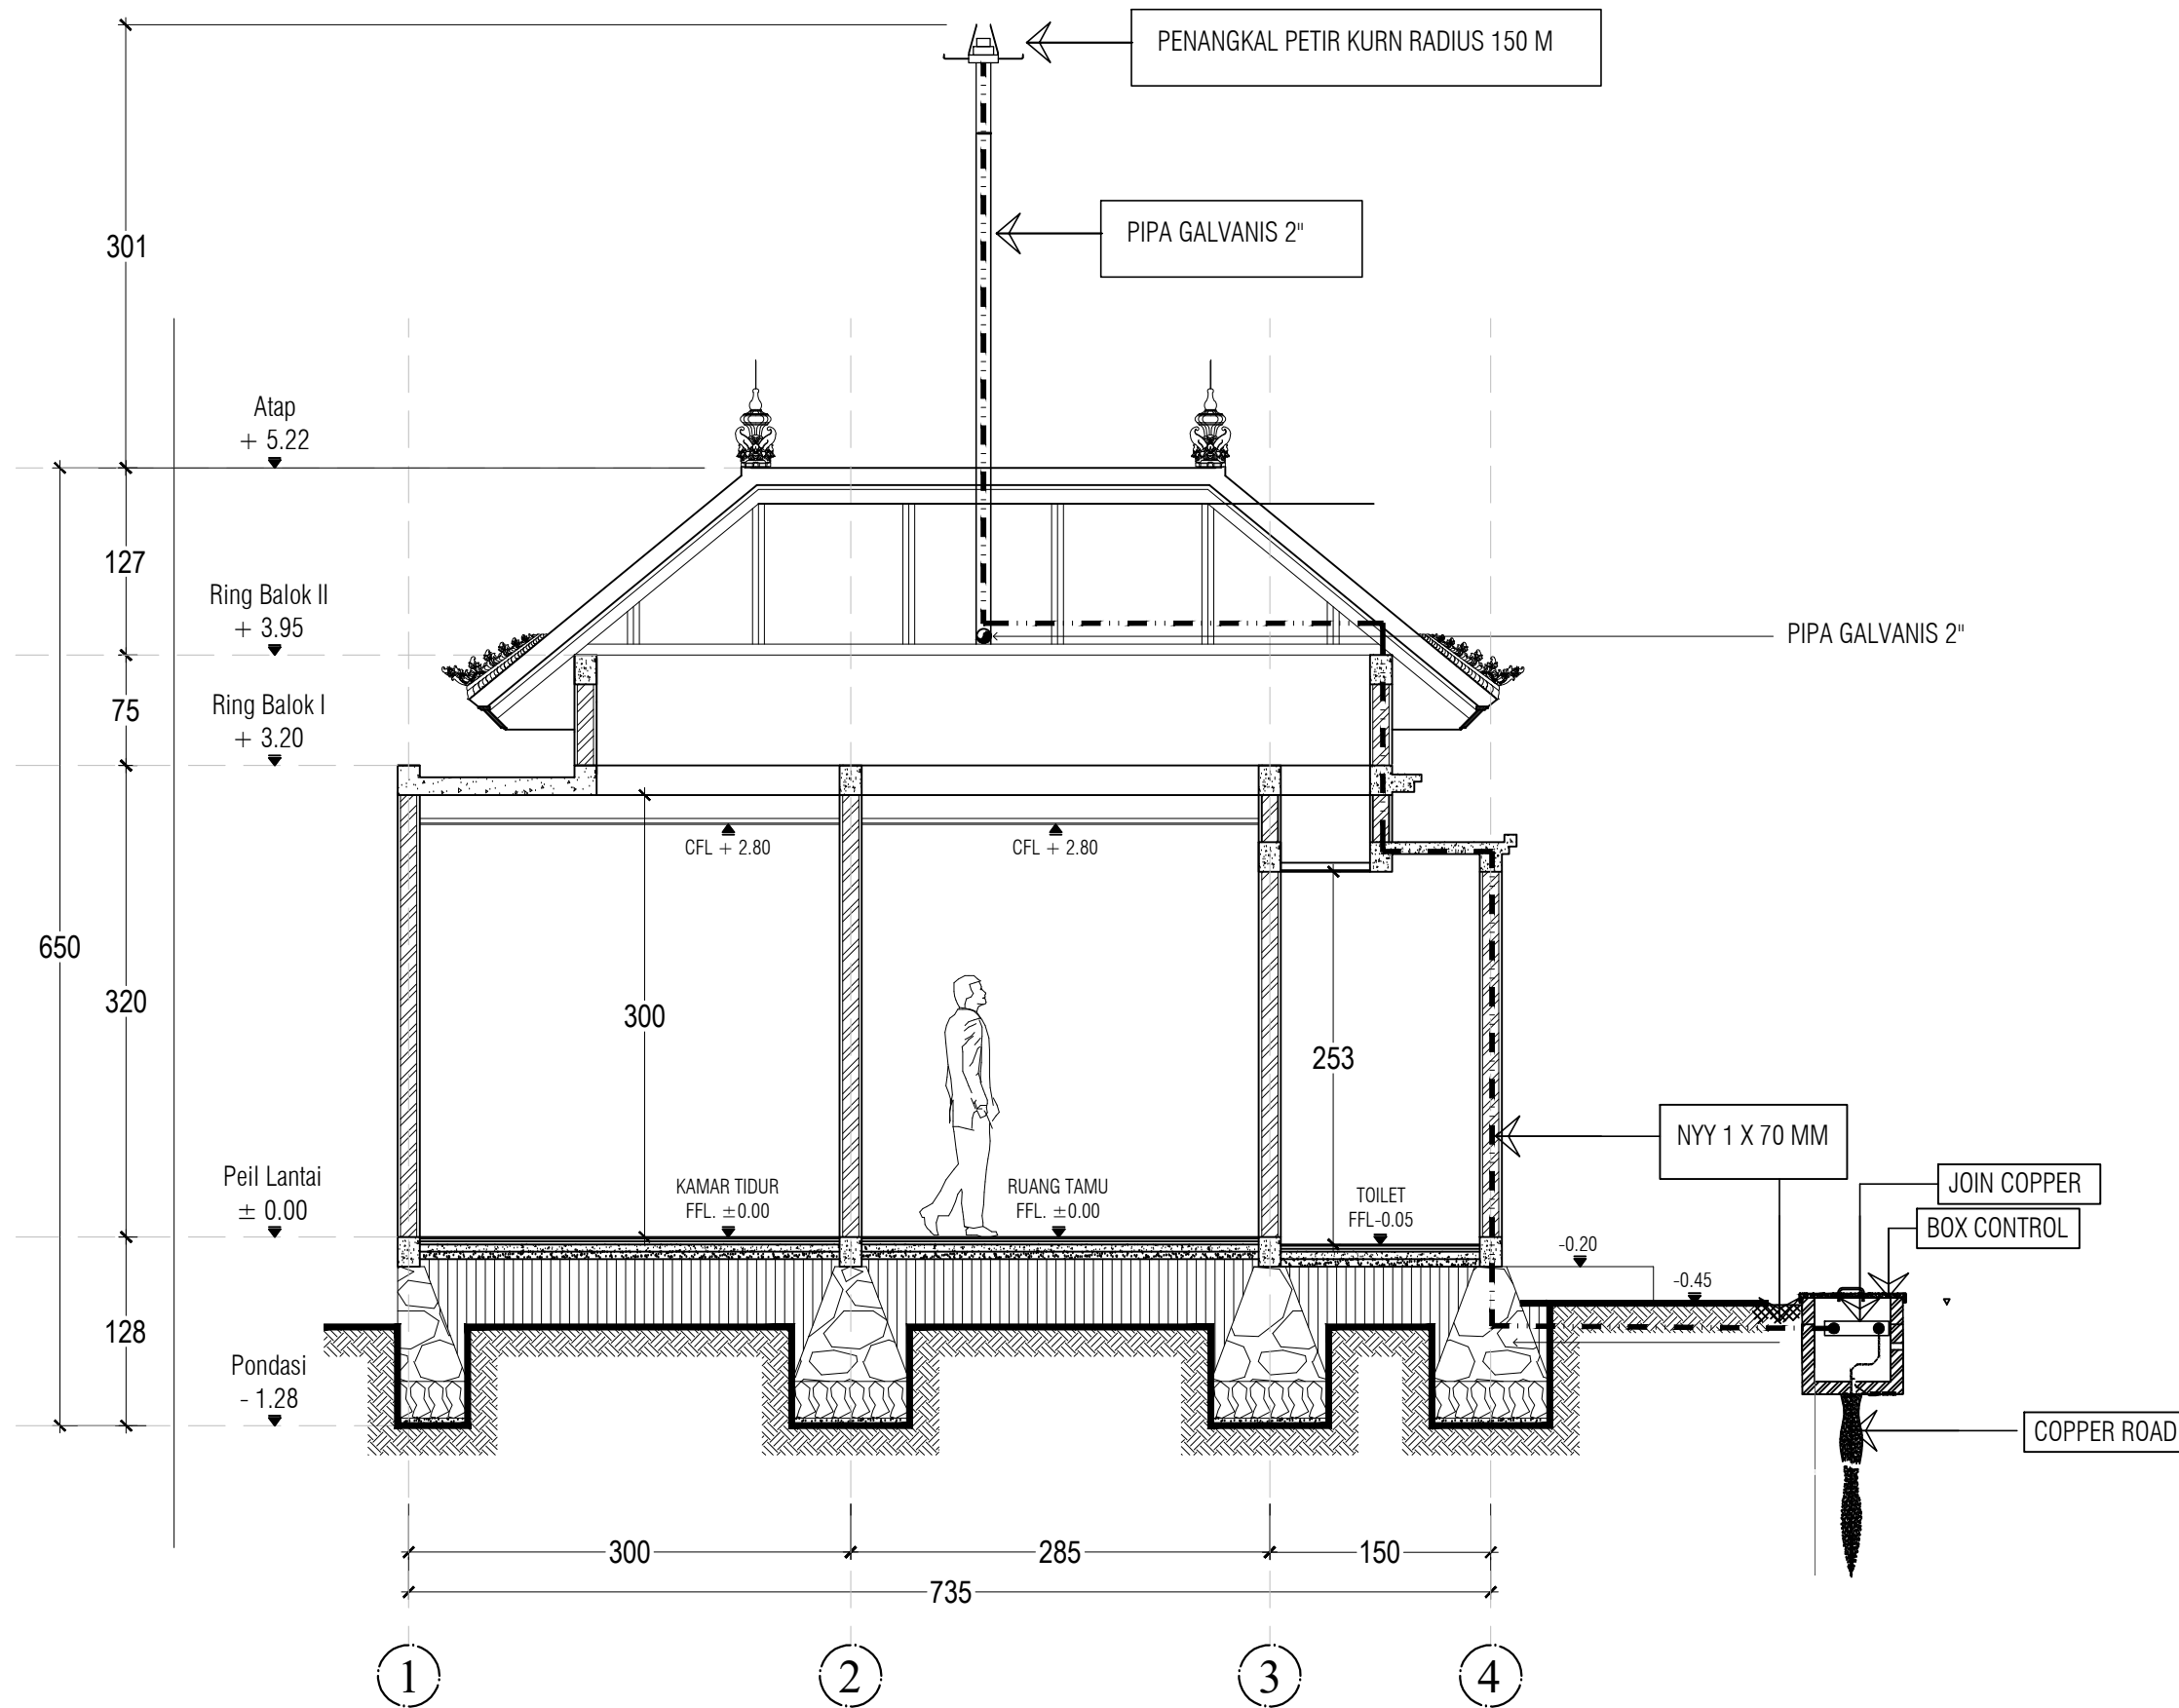 PENANGKAL PETIR KURN RADIUS 150 M
PIPA GALVANIS 2"
301
Atap
+ 5.22
127
Ring Balok II
+ 3.95
PIPA GALVANIS 2"
75
Ring Balok I
+ 3.20
CFL + 2.80
CFL + 2.80
650
320
300
253
NYY 1 X 70 MM
JOIN COPPER
BOX CONTROL
Peil Lantai
± 0.00
KAMAR TIDUR
FFL. ±0.00
RUANG TAMU
FFL. ±0.00
TOILET
FFL-0.05
-0.20
-0.45
128
Pondasi
- 1.28
COPPER ROAD
300
285
150
735
1
2
3
4